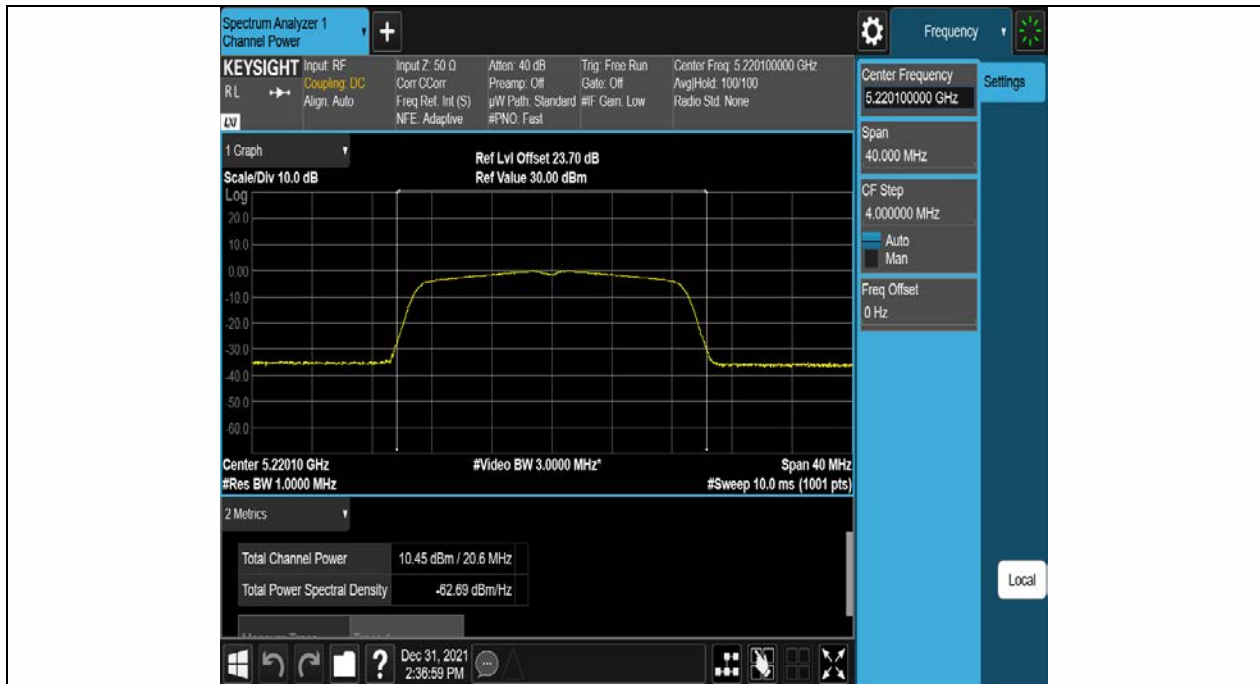 Spectrum Analyzer 1
Channel Power
+
Frequency
KEYSIGHT
RL
LXI
Input: RF
Coupling: DC
Align: Auto
Input Z: 50 Ω
Corr CCorr
Freq Ref: Int (S)
NFE: Adaptive
Atten: 40 dB
Preamp: Off
µW Path: Standard
#PNO: Fast
Trig: Free Run
Gate: Off
#IF Gain: Low
Center Freq: 5.220100000 GHz
Avg|Hold: 100/100
Radio Std: None
Center Frequency
5.220100000 GHz
Settings
Span
40.000 MHz
CF Step
4.000000 MHz
Auto
Man
Freq Offset
0 Hz
Local
1 Graph
Scale/Div 10.0 dB
Ref Lvl Offset 23.70 dB
Ref Value 30.00 dBm
Log
20.0
10.0
0.00
-10.0
-20.0
-30.0
-40.0
-50.0
-60.0
Center 5.22010 GHz
#Res BW 1.0000 MHz
#Video BW 3.0000 MHz*
Span 40 MHz
#Sweep 10.0 ms (1001 pts)
2 Metrics
Total Channel Power 10.45 dBm / 20.6 MHz
Total Power Spectral Density -62.69 dBm/Hz
?
Dec 31, 2021
2:36:59 PM